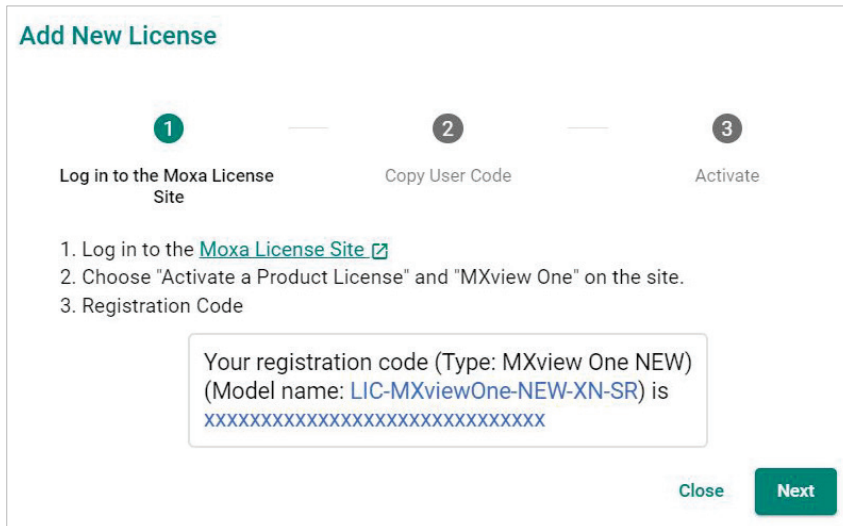 Add New License
1
2
3
Log in to the Moxa License
Site
Copy User Code
Activate
1. Log in to the Moxa License Site
2. Choose "Activate a Product License" and "MXview One" on the site.
3. Registration Code
Your registration code (Type: MXview One NEW)
(Model name: LIC-MXviewOne-NEW-XN-SR) is
xxxxxxxxxxxxxxxxxxxxxxxxxxxxxx
Close
Next